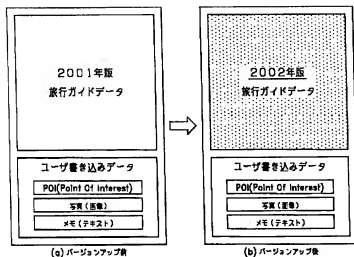 2001年版
旅行ガイドデータ
ユーザ書き込みデータ
POI(Point Of Interest)
写真(画像)
メモ(テキスト)
(a) バージョンアップ前
2002年版
旅行ガイドデータ
ユーザ書き込みデータ
POI(Point Of Interest)
写真(画像)
メモ(テキスト)
(b) バージョンアップ後